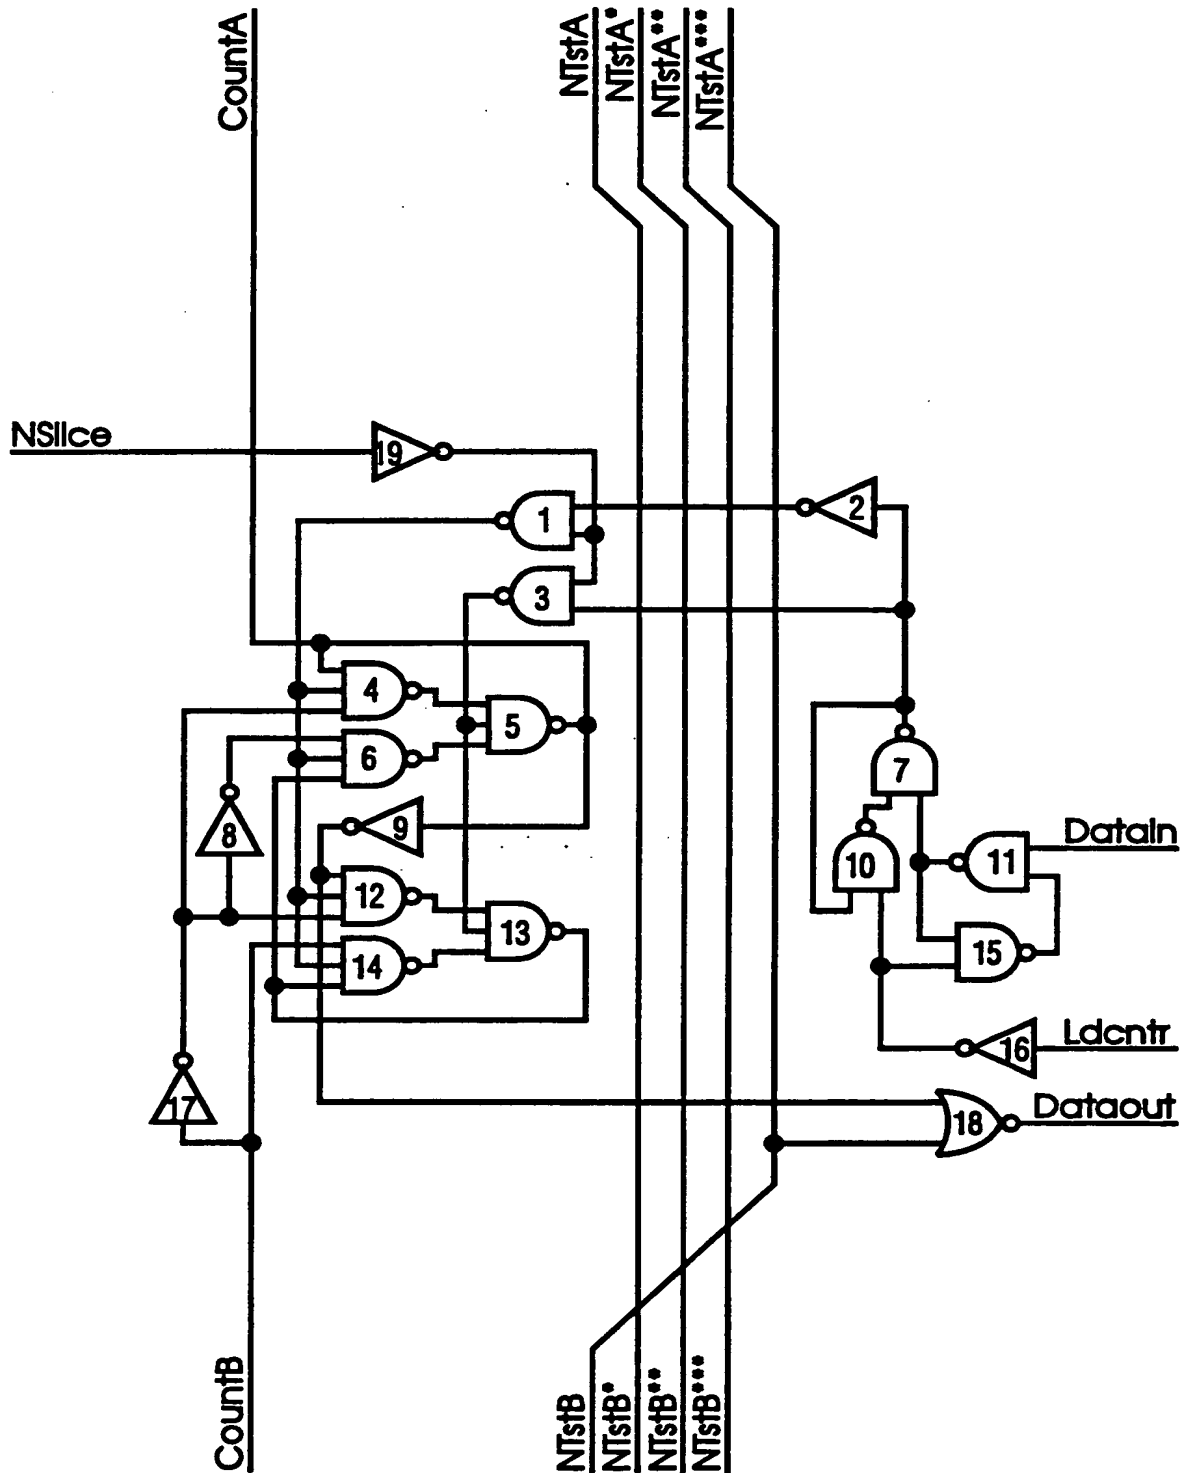 CountA
NTstA
NTstA*
NTstA**
NTstA***
NSlice
19
1
2
3
4
5
6
7
8
9
10
11
Datain
12
13
14
15
16
Ldcntr
17
18
Dataout
CountB
NTstB
NTstB*
NTstB**
NTstB***